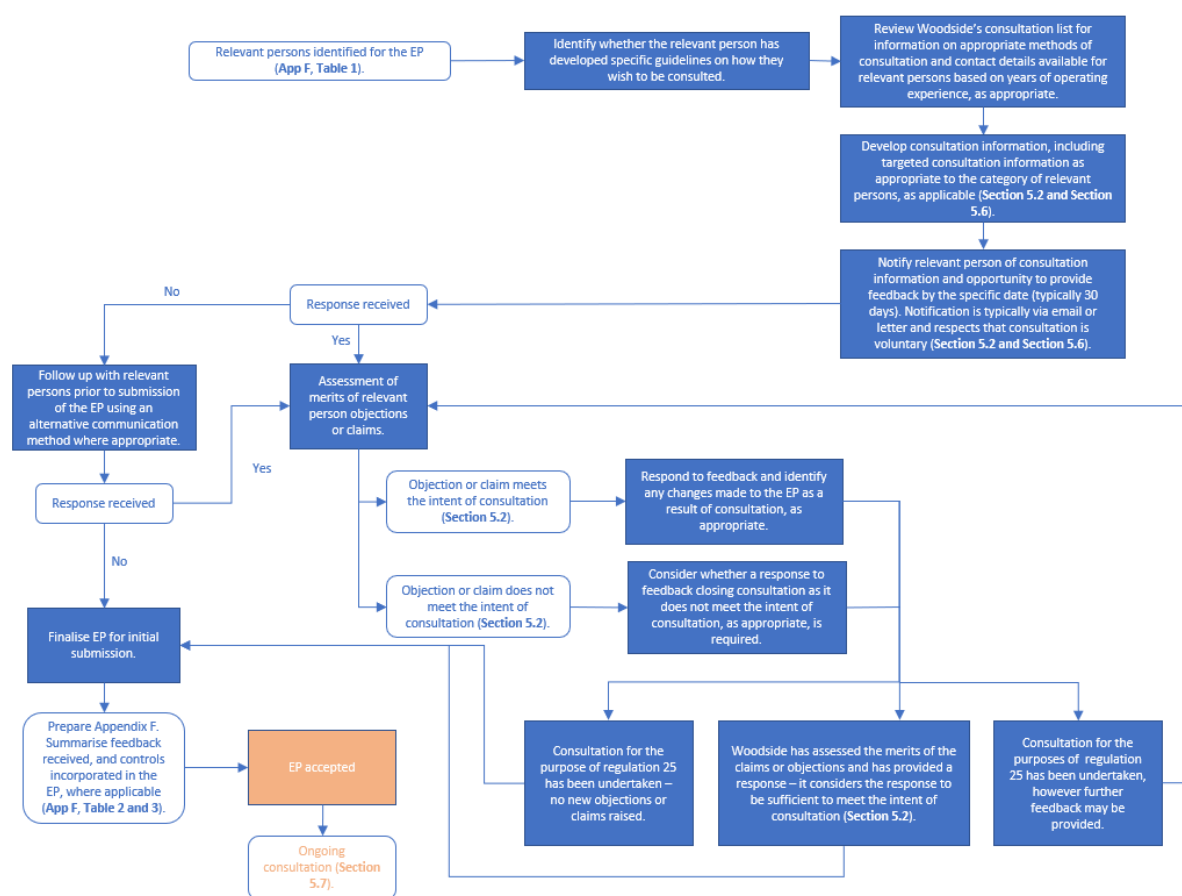 Relevant persons identified for the EP
(App F, Table 1).
Identify whether the relevant person has
developed specific guidelines on how they
wish to be consulted.
Review Woodside's consultation list for
information on appropriate methods of
consultation and contact details available for
relevant persons based on years of operating
experience, as appropriate.
Develop consultation information, including
targeted consultation information as
appropriate to the category of relevant
persons, as applicable (Section 5.2 and Section
5.6).
Notify relevant person of consultation
information and opportunity to provide
feedback by the specific date (typically 30
days). Notification is typically via email or
letter and respects that consultation is
voluntary (Section 5.2 and Section 5.6).
No
Response received
Yes
Follow up with relevant
persons prior to submission
of the EP using an
alternative communication
method where appropriate.
Assessment of
merits of relevant
person objections
or claims.
Yes
Response received
No
Objection or claim meets
the intent of consultation
(Section 5.2).
Respond to feedback and identify
any changes made to the EP as a
result of consultation, as
appropriate.
Objection or claim does not
meet the intent of
consultation (Section 5.2).
Consider whether a response to
feedback closing consultation as it
does not meet the intent of
consultation, as appropriate, is
required.
Finalise EP for initial
submission.
Prepare Appendix F.
Summarise feedback
received, and controls
incorporated in the
EP, where applicable
(App F, Table 2 and 3).
EP accepted
Ongoing
consultation (Section
5.7).
Consultation for the
purpose of regulation 25
has been undertaken –
no new objections or
claims raised.
Woodside has assessed the merits of the
claims or objections and has provided a
response – it considers the response to
be sufficient to meet the intent of
consultation (Section 5.2).
Consultation for the
purposes of regulation
25 has been undertaken,
however further
feedback may be
provided.